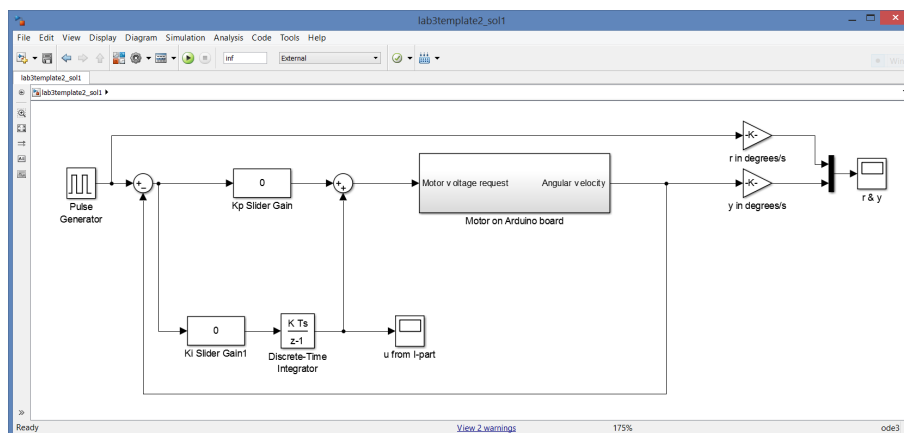 lab3template2_sol1
File Edit View Display Diagram Simulation Analysis Code Tools Help
inf External
lab3template2_sol1
lab3template2_sol1
-K-
r in degrees/s
Pulse
Generator
+
−
0
Kp Slider Gain
+
+
Motor voltage request Angular velocity
Motor on Arduino board
-K-
y in degrees/s
r & y
0
Ki Slider Gain1
K Ts
z-1
Discrete-Time
Integrator
u from I-part
Ready View 2 warnings 175% ode3